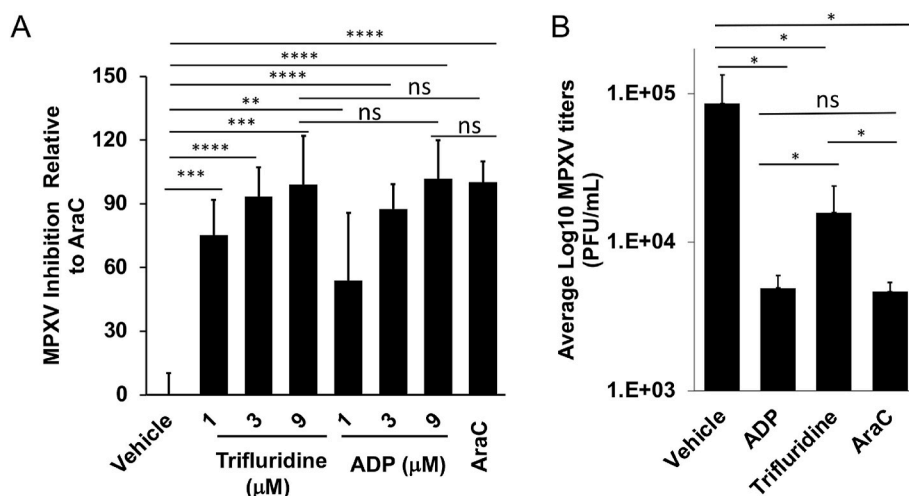 A
MPXV Inhibition Relative
to AraC
150
120
90
60
30
0
****
****
****
**
***
****
***
ns
ns
ns
Vehicle
1
3
9
1
3
9
AraC
Trifluridine
(μM)
ADP (μM)
B
Average Log10 MPXV titers
(PFU/mL)
1.E+05
1.E+04
1.E+03
*
*
*
ns
*
*
Vehicle
ADP
Trifluridine
AraC